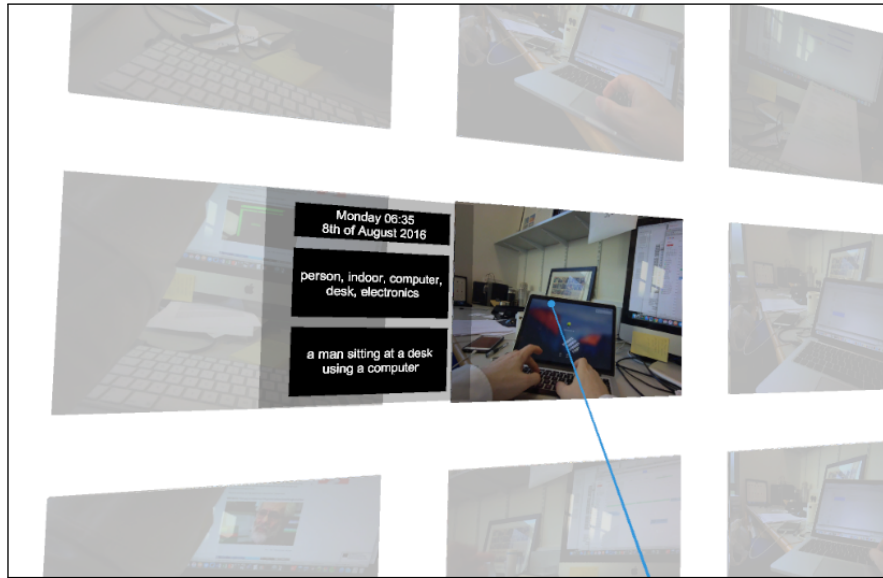 Monday 06:35
8th of August 2016
person, indoor, computer,
desk, electronics
a man sitting at a desk
using a computer